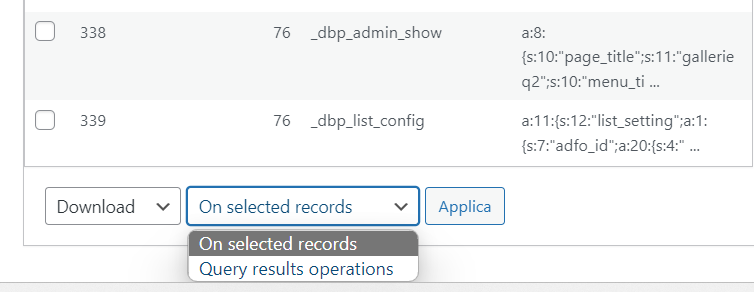 338 76 _dbp_admin_show a:8:
{s:10:"page_title";s:11:"gallerie
q2";s:10:"menu_ti ...
339 76 _dbp_list_config a:11:{s:12:"list_setting";a:1:
{s:7:"adfo_id";a:20:{s:4:" ...
Download On selected records Applica
On selected records
Query results operations